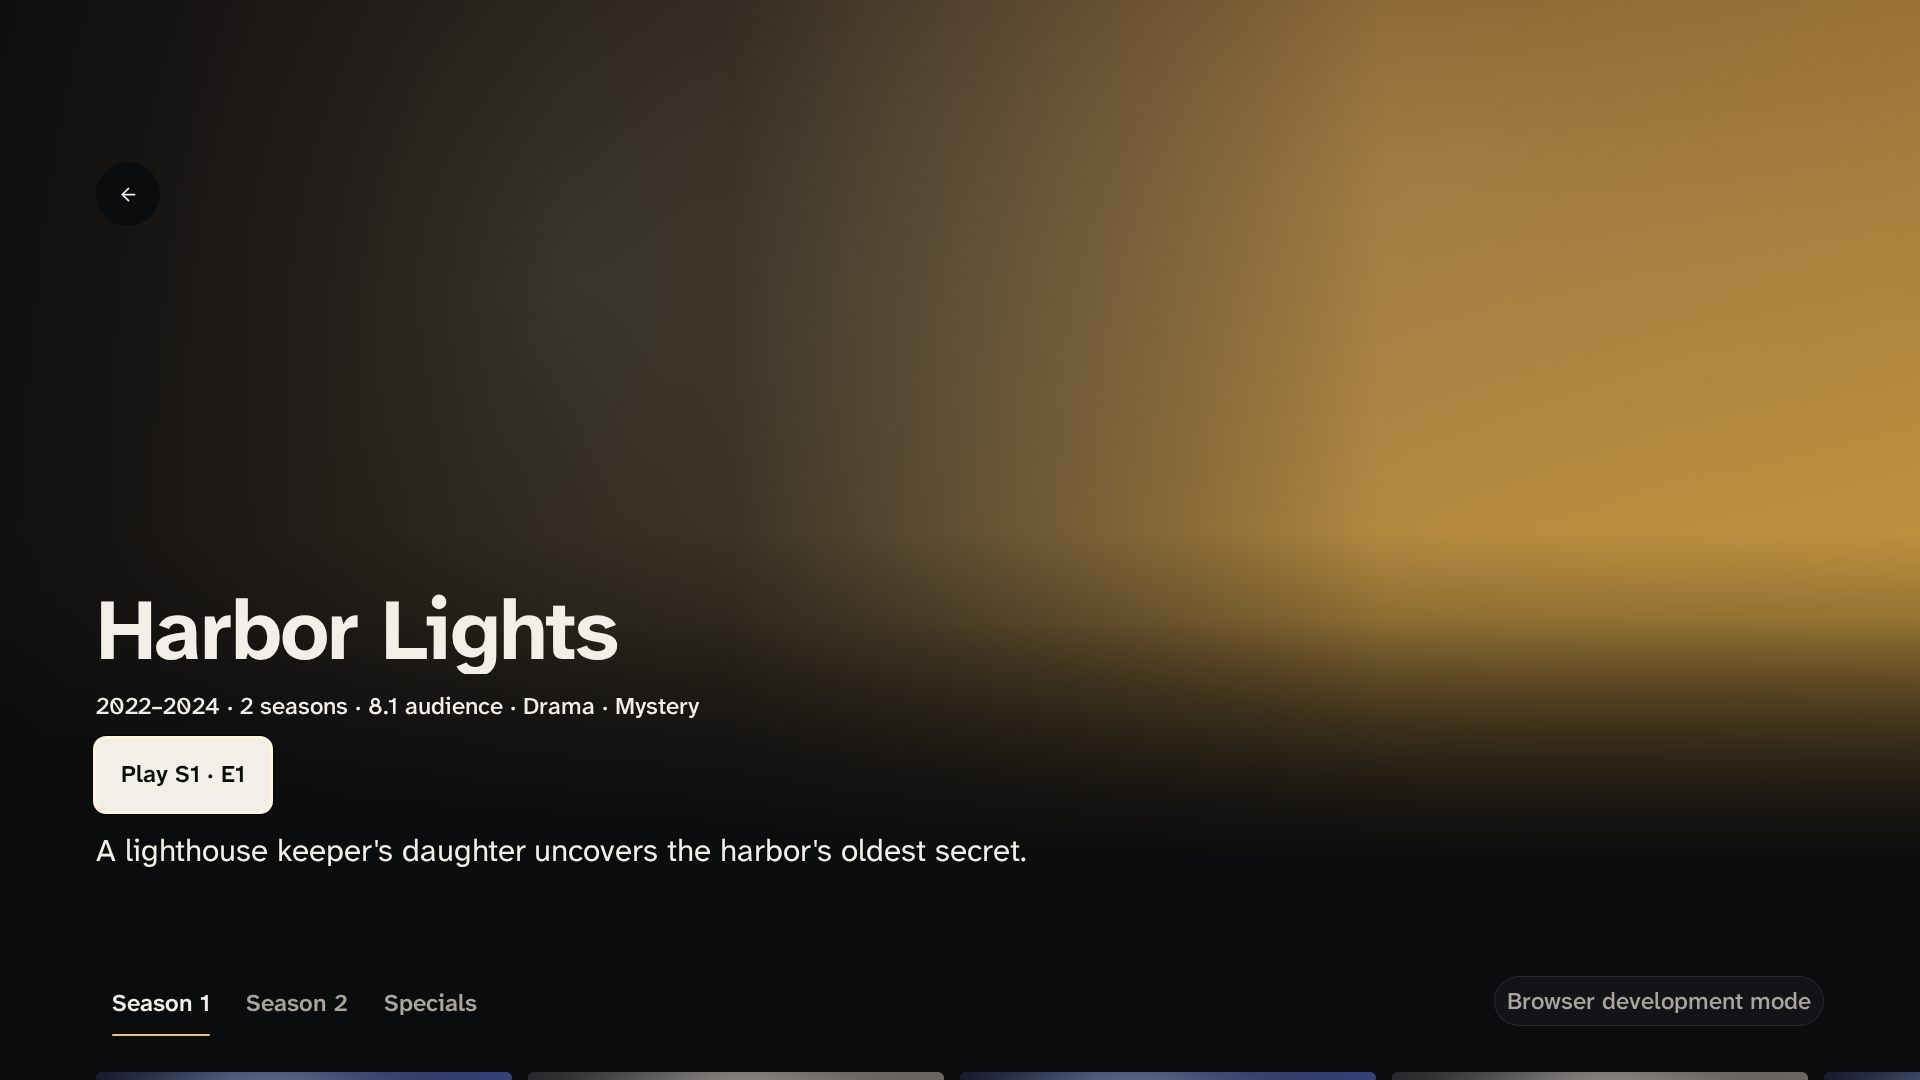 Harbor Lights
2022–2024 · 2 seasons · 8.1 audience · Drama · Mystery
Play S1 · E1
A lighthouse keeper's daughter uncovers the harbor's oldest secret.
Season 1 Season 2 Specials Browser development mode